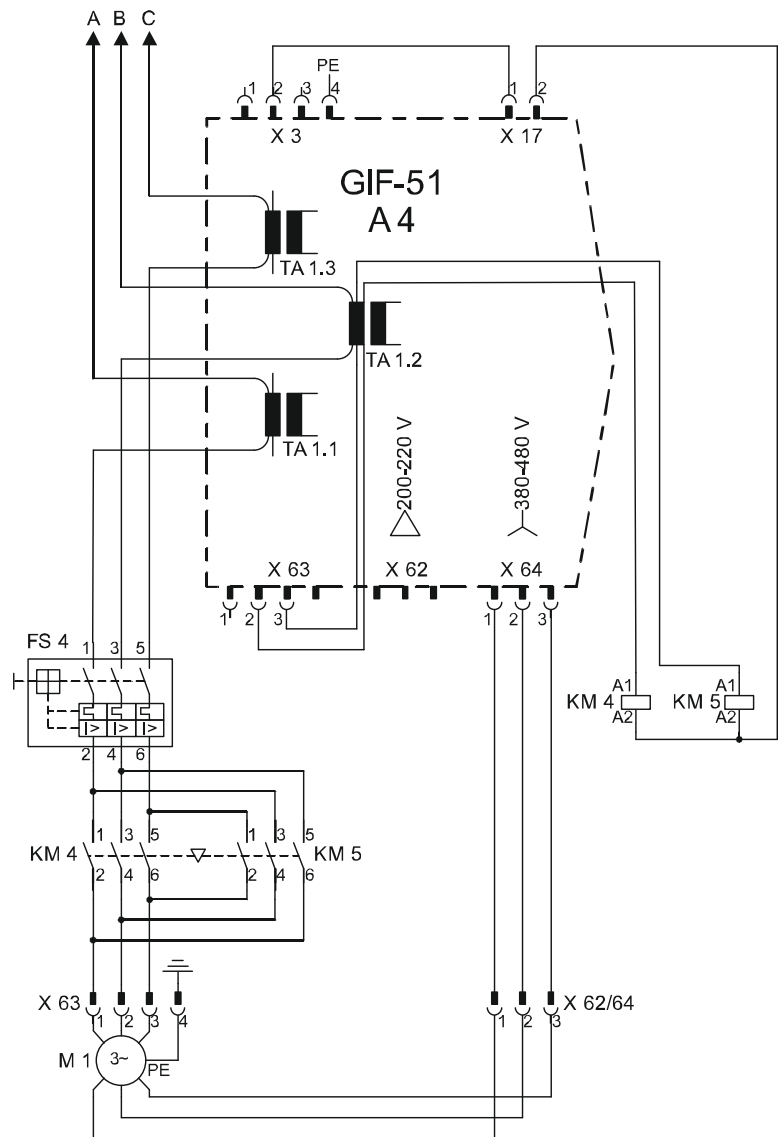 A B C
PE
1 2 3 4 1 2
X 3 X 17
GIF-51
A 4
TA 1.3
TA 1.2
TA 1.1
200-220 V
380-480 V
X 63 X 62 X 64
1 2 3 1 2 3
FS 4 1 3 5
I> I> I>
2 4 6
A1 A1
KM 4 KM 5
A2 A2
1 3 5 1 3 5
KM 4 KM 5
2 4 6 2 4 6
X 63 X 62/64
1 2 3 4 1 2 3
M 1 3~ PE